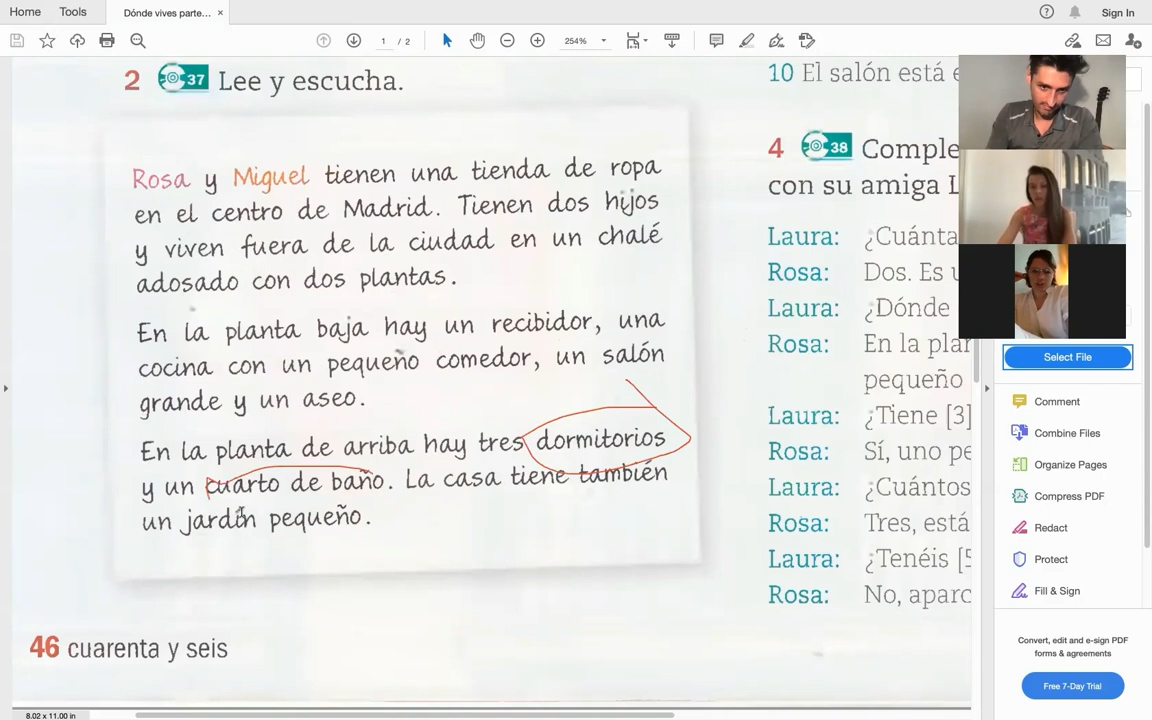 Home Tools Dónde vives parte... × Sign In
1 / 2 254%
2 37 Lee y escucha.
Rosa y Miguel tienen una tienda de ropa
en el centro de Madrid. Tienen dos hijos
y viven fuera de la ciudad en un chalé
adosado con dos plantas.
En la planta baja hay un recibidor, una
cocina con un pequeño comedor, un salón
grande y un aseo.
En la planta de arriba hay tres dormitorios
y un cuarto de baño. La casa tiene también
un jardín pequeño.
46 cuarenta y seis
10 El salón está
4 38 Comple
con su amiga L
Laura: ¿Cuánta
Rosa: Dos. Es
Laura: ¿Dónde
Rosa: En la plan
pequeño
Laura: ¿Tiene [3]
Rosa: Sí, uno pe
Laura: ¿Cuántos
Rosa: Tres, está
Laura: ¿Tenéis [5
Rosa: No, aparc
Select File
Comment
Combine Files
Organize Pages
Compress PDF
Redact
Protect
Fill & Sign
Convert, edit and e-sign PDF
forms & agreements
Free 7-Day Trial
8.02 x 11.00 in